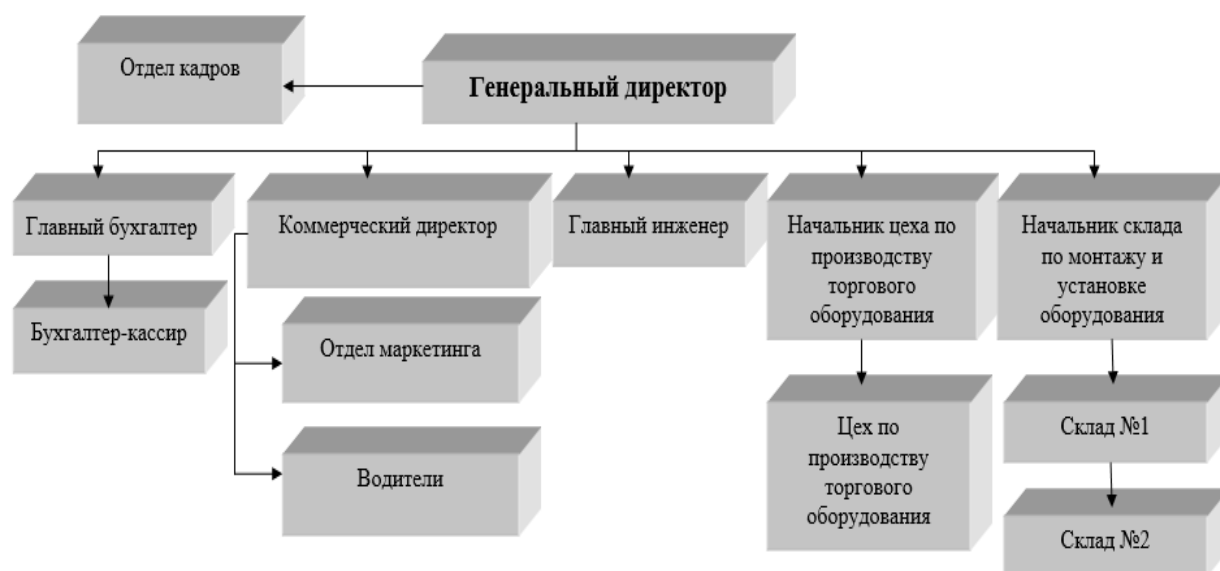 Отдел кадров
Генеральный директор
Главный бухгалтер
Коммерческий директор
Главный инженер
Начальник цеха по
производству
торгового
оборудования
Начальник склада
по монтажу и
установке
оборудования
Бухгалтер-кассир
Отдел маркетинга
Водители
Цех по
производству
торгового
оборудования
Склад №1
Склад №2